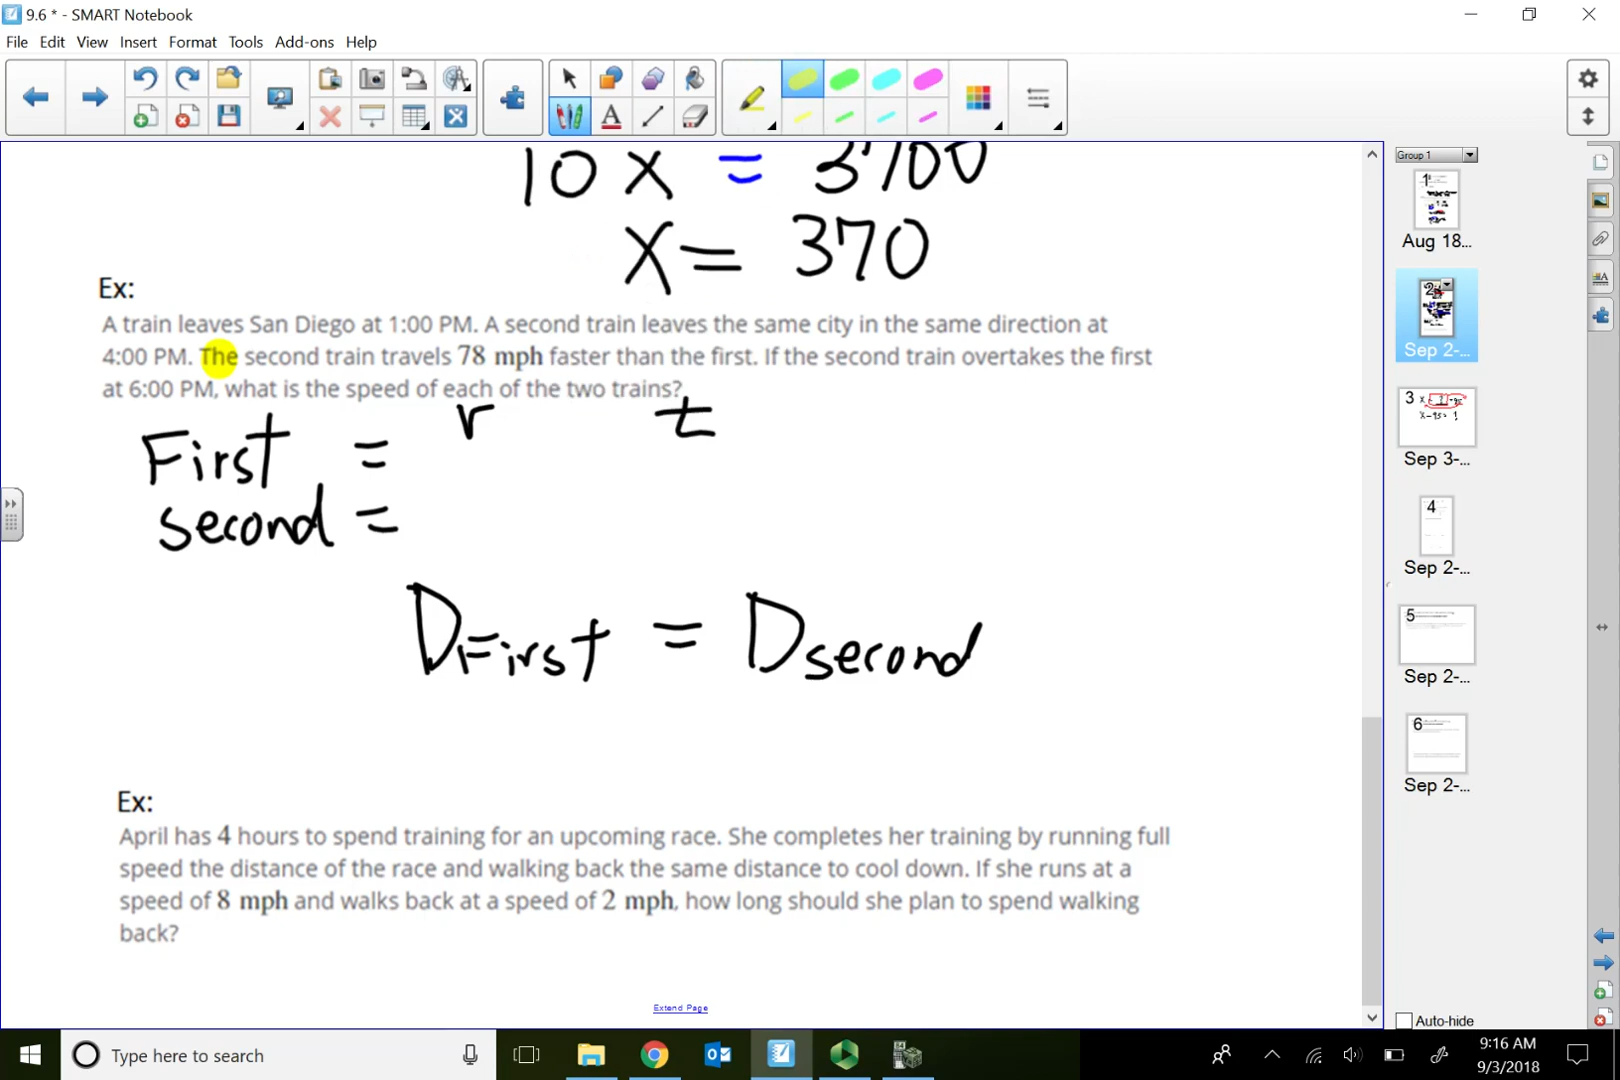 9.6 * - SMART Notebook
File Edit View Insert Format Tools Add-ons Help
10 x = 3700
x = 370
Ex:
A train leaves San Diego at 1:00 PM. A second train leaves the same city in the same direction at
4:00 PM. The second train travels 78 mph faster than the first. If the second train overtakes the first
at 6:00 PM, what is the speed of each of the two trains?
r t
First =
second =
DFirst = Dsecond
Ex:
April has 4 hours to spend training for an upcoming race. She completes her training by running full
speed the distance of the race and walking back the same distance to cool down. If she runs at a
speed of 8 mph and walks back at a speed of 2 mph, how long should she plan to spend walking
back?
Extend Page
Group 1
1
Aug 18...
2
Sep 2-...
3
Sep 3-...
4
Sep 2-...
5
Sep 2-...
6
Sep 2-...
Auto-hide
Type here to search
9:16 AM
9/3/2018